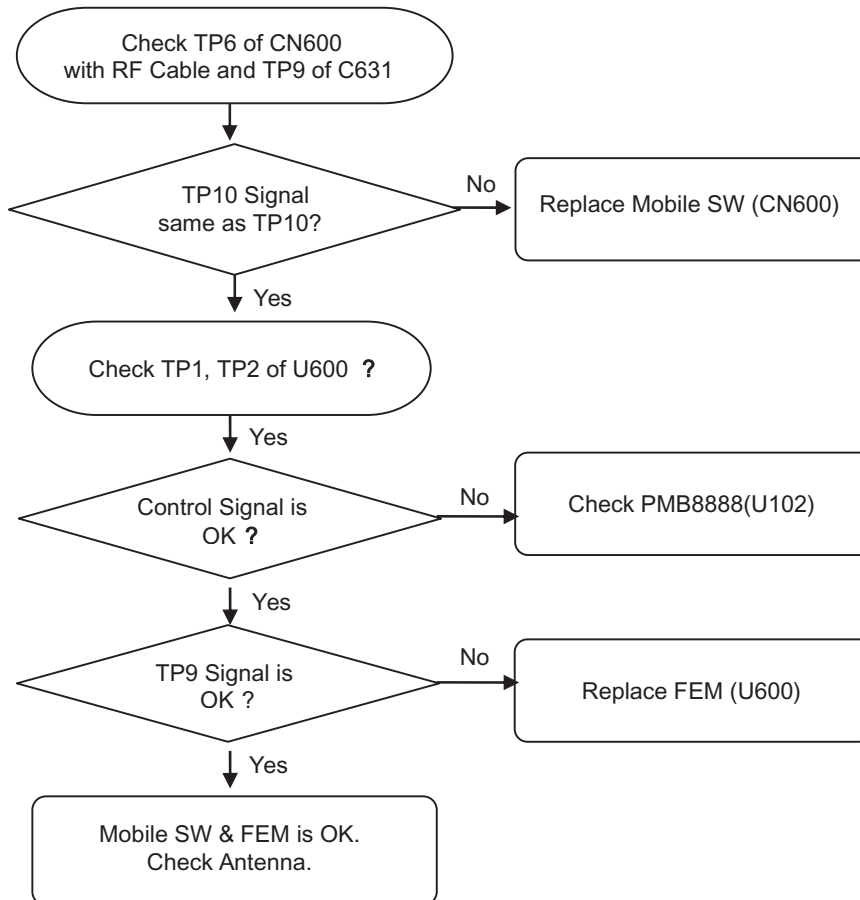 Check TP6 of CN600
with RF Cable and TP9 of C631
TP10 Signal
same as TP10?
No
Replace Mobile SW (CN600)
Yes
Check TP1, TP2 of U600 ?
Yes
Control Signal is
OK ?
No
Check PMB8888(U102)
Yes
TP9 Signal is
OK ?
No
Replace FEM (U600)
Yes
Mobile SW & FEM is OK.
Check Antenna.